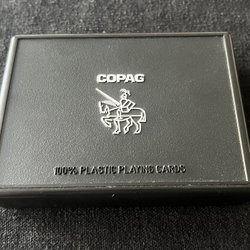 COPAG
100% PLASTIC PLAYING CARDS